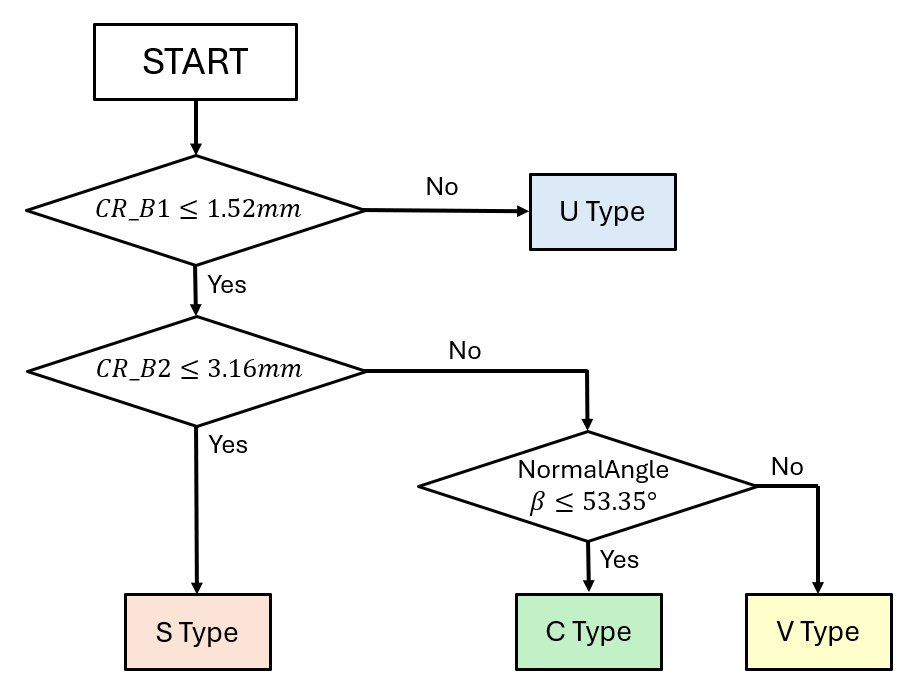 START
CR_B1 ≤ 1.52mm
No
U Type
Yes
CR_B2 ≤ 3.16mm
No
Yes
NormalAngle
β ≤ 53.35°
No
Yes
S Type
C Type
V Type